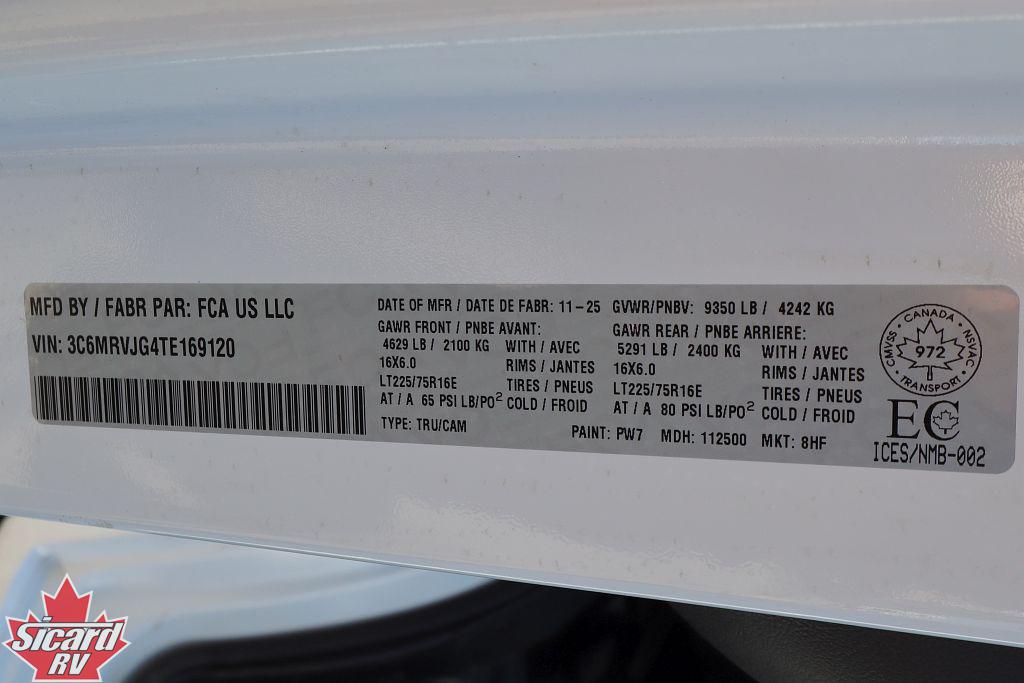 MFD BY / FABR PAR: FCA US LLC
VIN: 3C6MRVJG4TE169120
DATE OF MFR / DATE DE FABR: 11-25
GAWR FRONT / PNBE AVANT:
4629 LB / 2100 KG WITH / AVEC
16X6.0 RIMS / JANTES
LT225/75R16E TIRES / PNEUS
AT / A 65 PSI LB/PO² COLD / FROID
TYPE: TRU/CAM
GVWR/PNBV: 9350 LB / 4242 KG
GAWR REAR / PNBE ARRIERE:
5291 LB / 2400 KG WITH / AVEC
16X6.0 RIMS / JANTES
LT225/75R16E TIRES / PNEUS
AT / A 80 PSI LB/PO² COLD / FROID
PAINT: PW7 MDH: 112500 MKT: 8HF
CMVSS · CANADA · NSVAC
972
· TRANSPORT ·
EC
ICES/NMB-002
Sicard
RV